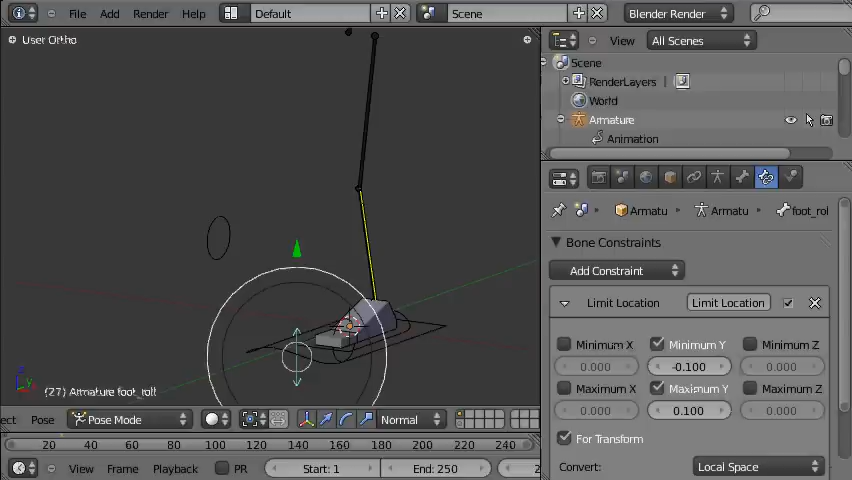 File Add Render Help Default Scene Blender Render
User Ortho
View All Scenes
Scene
RenderLayers
World
Armature
Animation
Armatu Armatu foot_rol
Bone Constraints
Add Constraint
Limit Location Limit Location
Minimum X Minimum Y Minimum Z
0.000 -0.100 0.000
Maximum X Maximum Y Maximum Z
0.000 0.100 0.000
For Transform
Convert: Local Space
(27) Armature foot_roll
ect Pose Pose Mode Normal
20 40 60 80 100 120 140 160 180 200 220 240
View Frame Playback PR Start: 1 End: 250 2